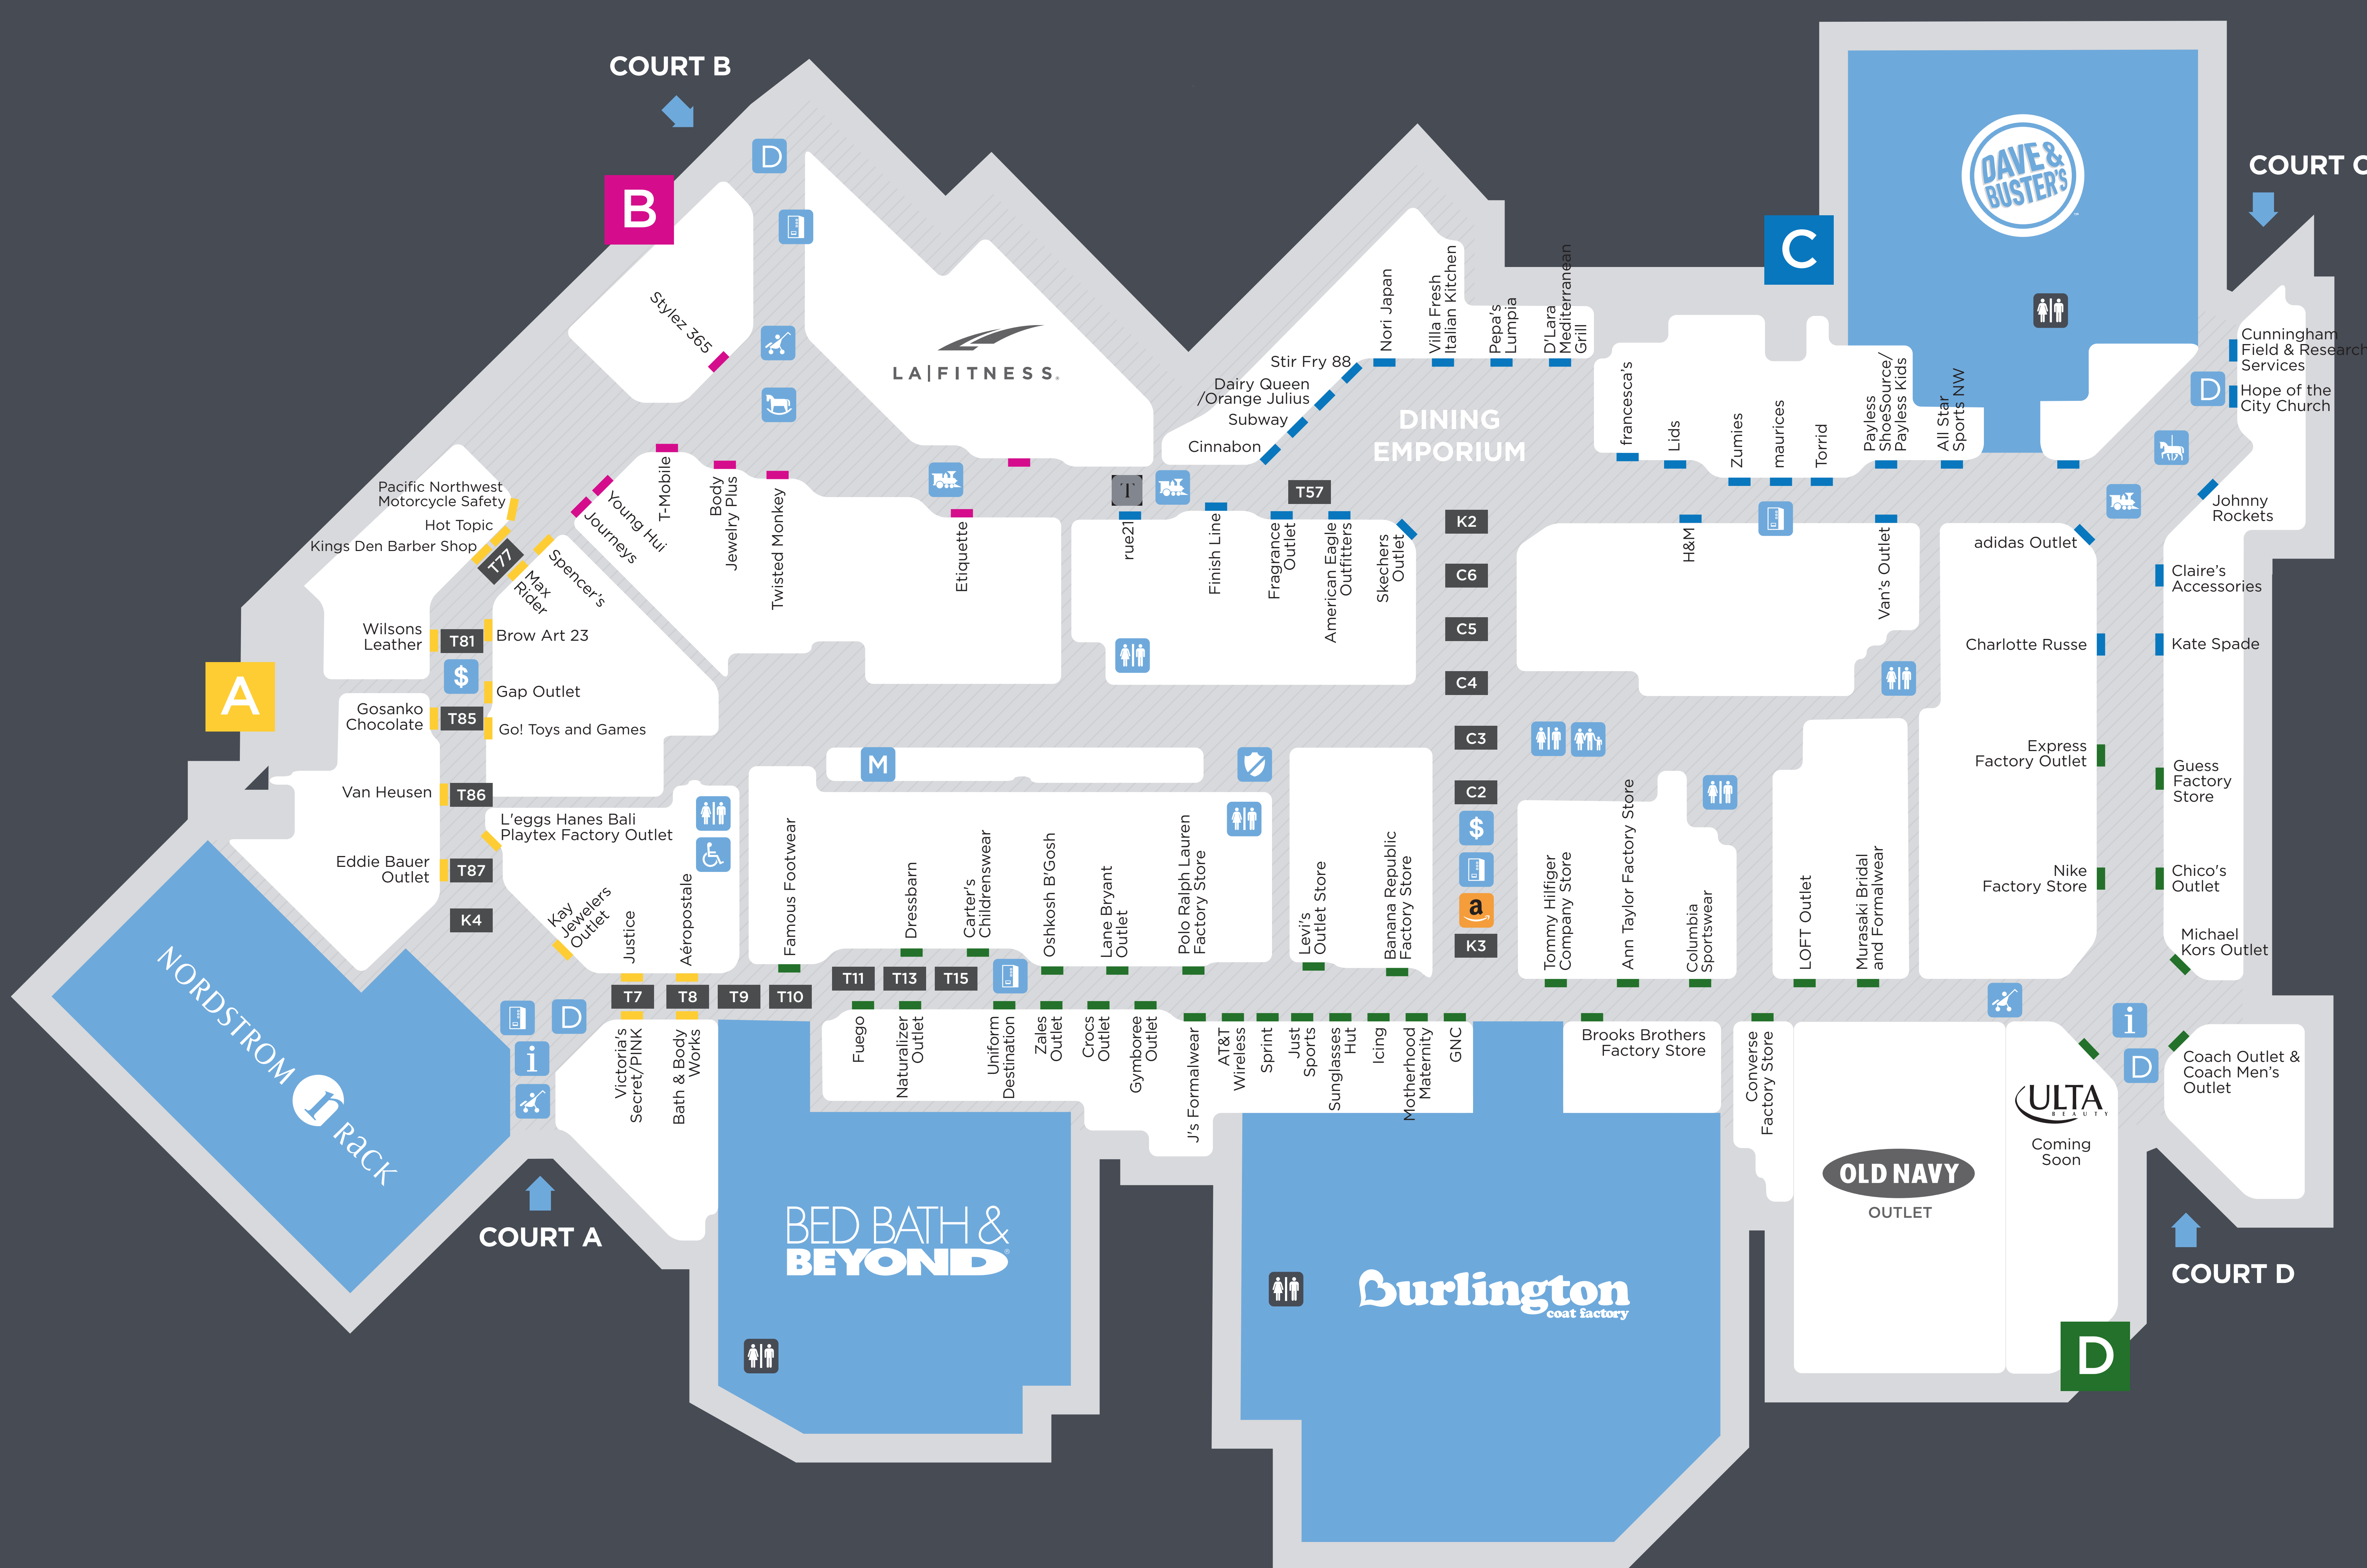 COURT B
D
B
Stylez 365
LA|FITNESS.
Pacific Northwest
Motorcycle Safety
Hot Topic
Kings Den Barber Shop
T77
Max
Rider
Spencer's
Journeys
Young Hui
T-Mobile
Body
Jewelry Plus
Twisted Monkey
Etiquette
Wilsons
Leather
T81
Brow Art 23
$
A
Gap Outlet
Gosanko
Chocolate
T85
Go! Toys and Games
Van Heusen
T86
L'eggs Hanes Bali
Playtex Factory Outlet
Eddie Bauer
Outlet
T87
K4
Kay
Jewelers
Outlet
Justice
Aéropostale
T7
T8
T9
T10
Victoria's
Secret/PINK
Bath & Body
Works
NORDSTROM
n
RACK
D
i
COURT A
Nori Japan
Villa Fresh
Italian Kitchen
Pepa's
Lumpia
D'Lara
Mediterranean
Grill
Stir Fry 88
Dairy Queen
/Orange Julius
Subway
Cinnabon
DINING
EMPORIUM
T
rue21
Finish Line
T57
Fragrance
Outlet
American Eagle
Outfitters
Skechers
Outlet
K2
C6
C5
C4
C3
C2
$
a
K3
C
francesca's
Lids
Zumies
maurices
Torrid
Payless
ShoeSource/
Payless Kids
All Star
Sports NW
H&M
Van's Outlet
DAVE &
BUSTER'S
COURT C
Cunningham
Field & Research
Services
D
Hope of the
City Church
Johnny
Rockets
adidas Outlet
Claire's
Accessories
Charlotte Russe
Kate Spade
Express
Factory Outlet
Guess
Factory
Store
Nike
Factory Store
Chico's
Outlet
Michael
Kors Outlet
M
Famous Footwear
Dressbarn
Carter's
Childrenswear
Oshkosh B'Gosh
Lane Bryant
Outlet
Polo Ralph Lauren
Factory Store
Levi's
Outlet Store
Banana Republic
Factory Store
Tommy Hilfiger
Company Store
Ann Taylor Factory Store
Columbia
Sportswear
LOFT Outlet
Murasaki Bridal
and Formalwear
T11
T13
T15
Fuego
Naturalizer
Outlet
Uniform
Destination
Zales
Outlet
Crocs
Outlet
Gymboree
Outlet
J's Formalwear
AT&T
Wireless
Sprint
Just
Sports
Sunglasses
Hut
Icing
Motherhood
Maternity
GNC
Brooks Brothers
Factory Store
Converse
Factory Store
BED BATH &
BEYOND
Burlington
coat factory
OLD NAVY
OUTLET
ULTA
BEAUTY
Coming
Soon
i
D
Coach Outlet &
Coach Men's
Outlet
COURT D
D